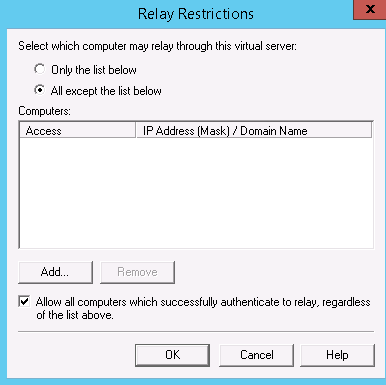 Relay Restrictions
x
Select which computer may relay through this virtual server:
Only the list below
All except the list below
Computers:
Access IP Address (Mask) / Domain Name
Add... Remove
Allow all computers which successfully authenticate to relay, regardless
of the list above.
OK Cancel Help